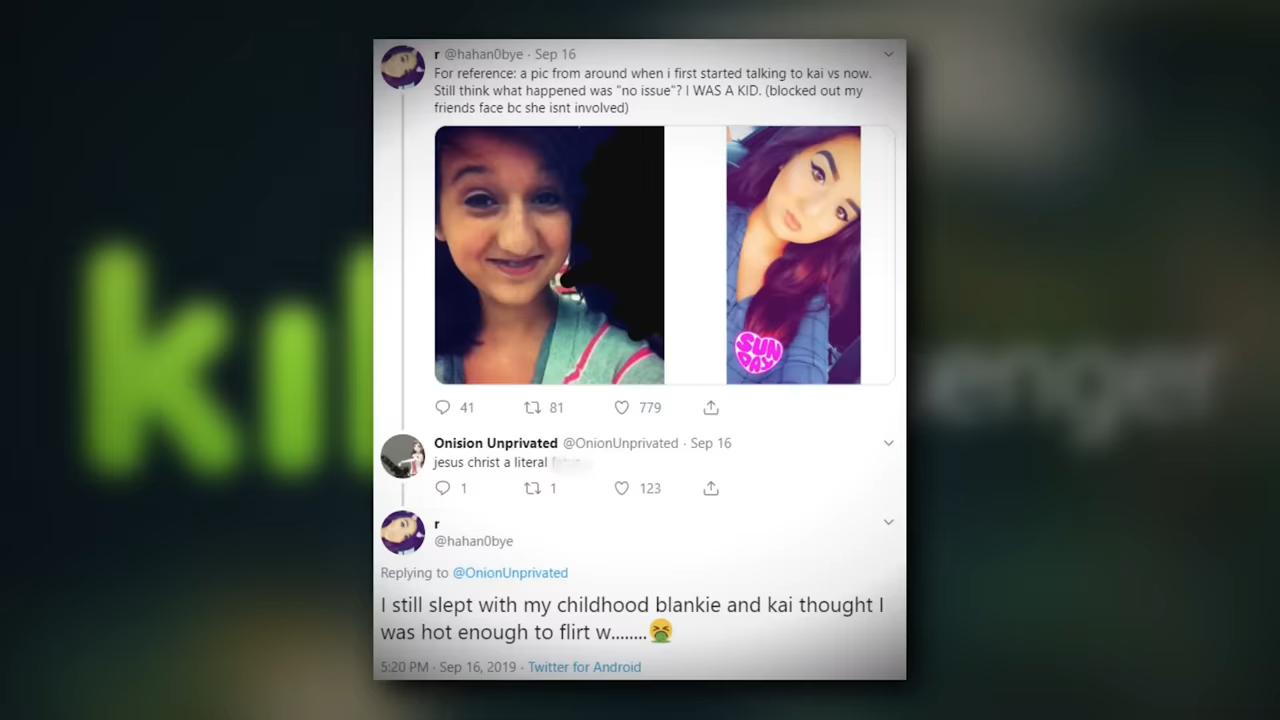 r @hahan0bye · Sep 16
For reference: a pic from around when i first started talking to kai vs now.
Still think what happened was "no issue"? I WAS A KID. (blocked out my
friends face bc she isnt involved)
SUN
DAY
41 81 779
Onision Unprivated @OnionUnprivated · Sep 16
jesus christ a literal
1 1 123
r
@hahan0bye
Replying to @OnionUnprivated
I still slept with my childhood blankie and kai thought I
was hot enough to flirt w........🤮
5:20 PM · Sep 16, 2019 · Twitter for Android